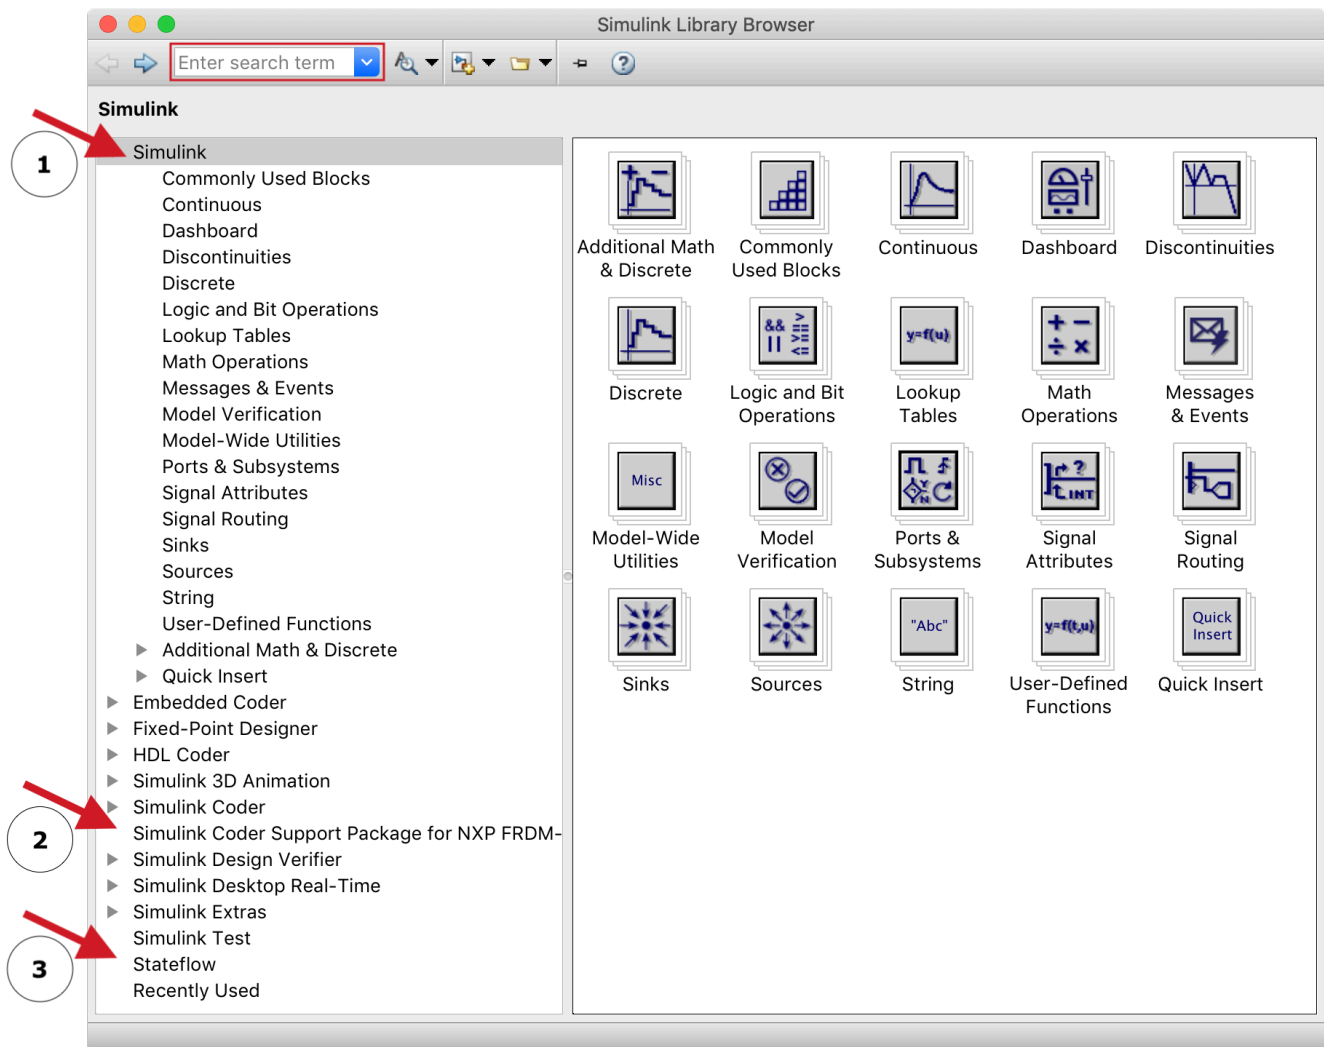 Simulink Library Browser
Enter search term
Simulink
1
Simulink
Commonly Used Blocks
Continuous
Dashboard
Discontinuities
Discrete
Logic and Bit Operations
Lookup Tables
Math Operations
Messages & Events
Model Verification
Model-Wide Utilities
Ports & Subsystems
Signal Attributes
Signal Routing
Sinks
Sources
String
User-Defined Functions
Additional Math & Discrete
Quick Insert
Embedded Coder
Fixed-Point Designer
HDL Coder
Simulink 3D Animation
Simulink Coder
2
Simulink Coder Support Package for NXP FRDM-
Simulink Design Verifier
Simulink Desktop Real-Time
Simulink Extras
Simulink Test
3
Stateflow
Recently Used
Additional Math
& Discrete
Commonly
Used Blocks
Continuous
Dashboard
Discontinuities
Discrete
&& >
== 
|| >=
<=
Logic and Bit
Operations
y=f(u)
Lookup
Tables
+ −
÷ ×
Math
Operations
Messages
& Events
Misc
Model-Wide
Utilities
Model
Verification
Y
N
Ports &
Subsystems
?
INT
Signal
Attributes
Signal
Routing
Sinks
Sources
"Abc"
String
y=f(t,u)
User-Defined
Functions
Quick
Insert
Quick Insert